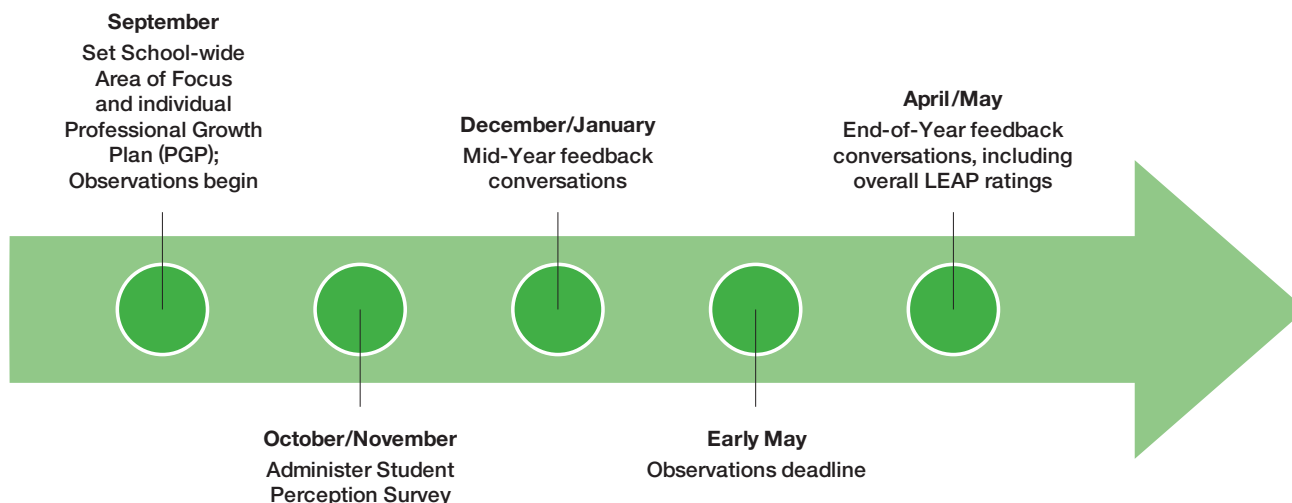 September
Set School-wide
Area of Focus
and individual
Professional Growth
Plan (PGP);
Observations begin
October/November
Administer Student
Perception Survey
December/January
Mid-Year feedback
conversations
Early May
Observations deadline
April/May
End-of-Year feedback
conversations, including
overall LEAP ratings